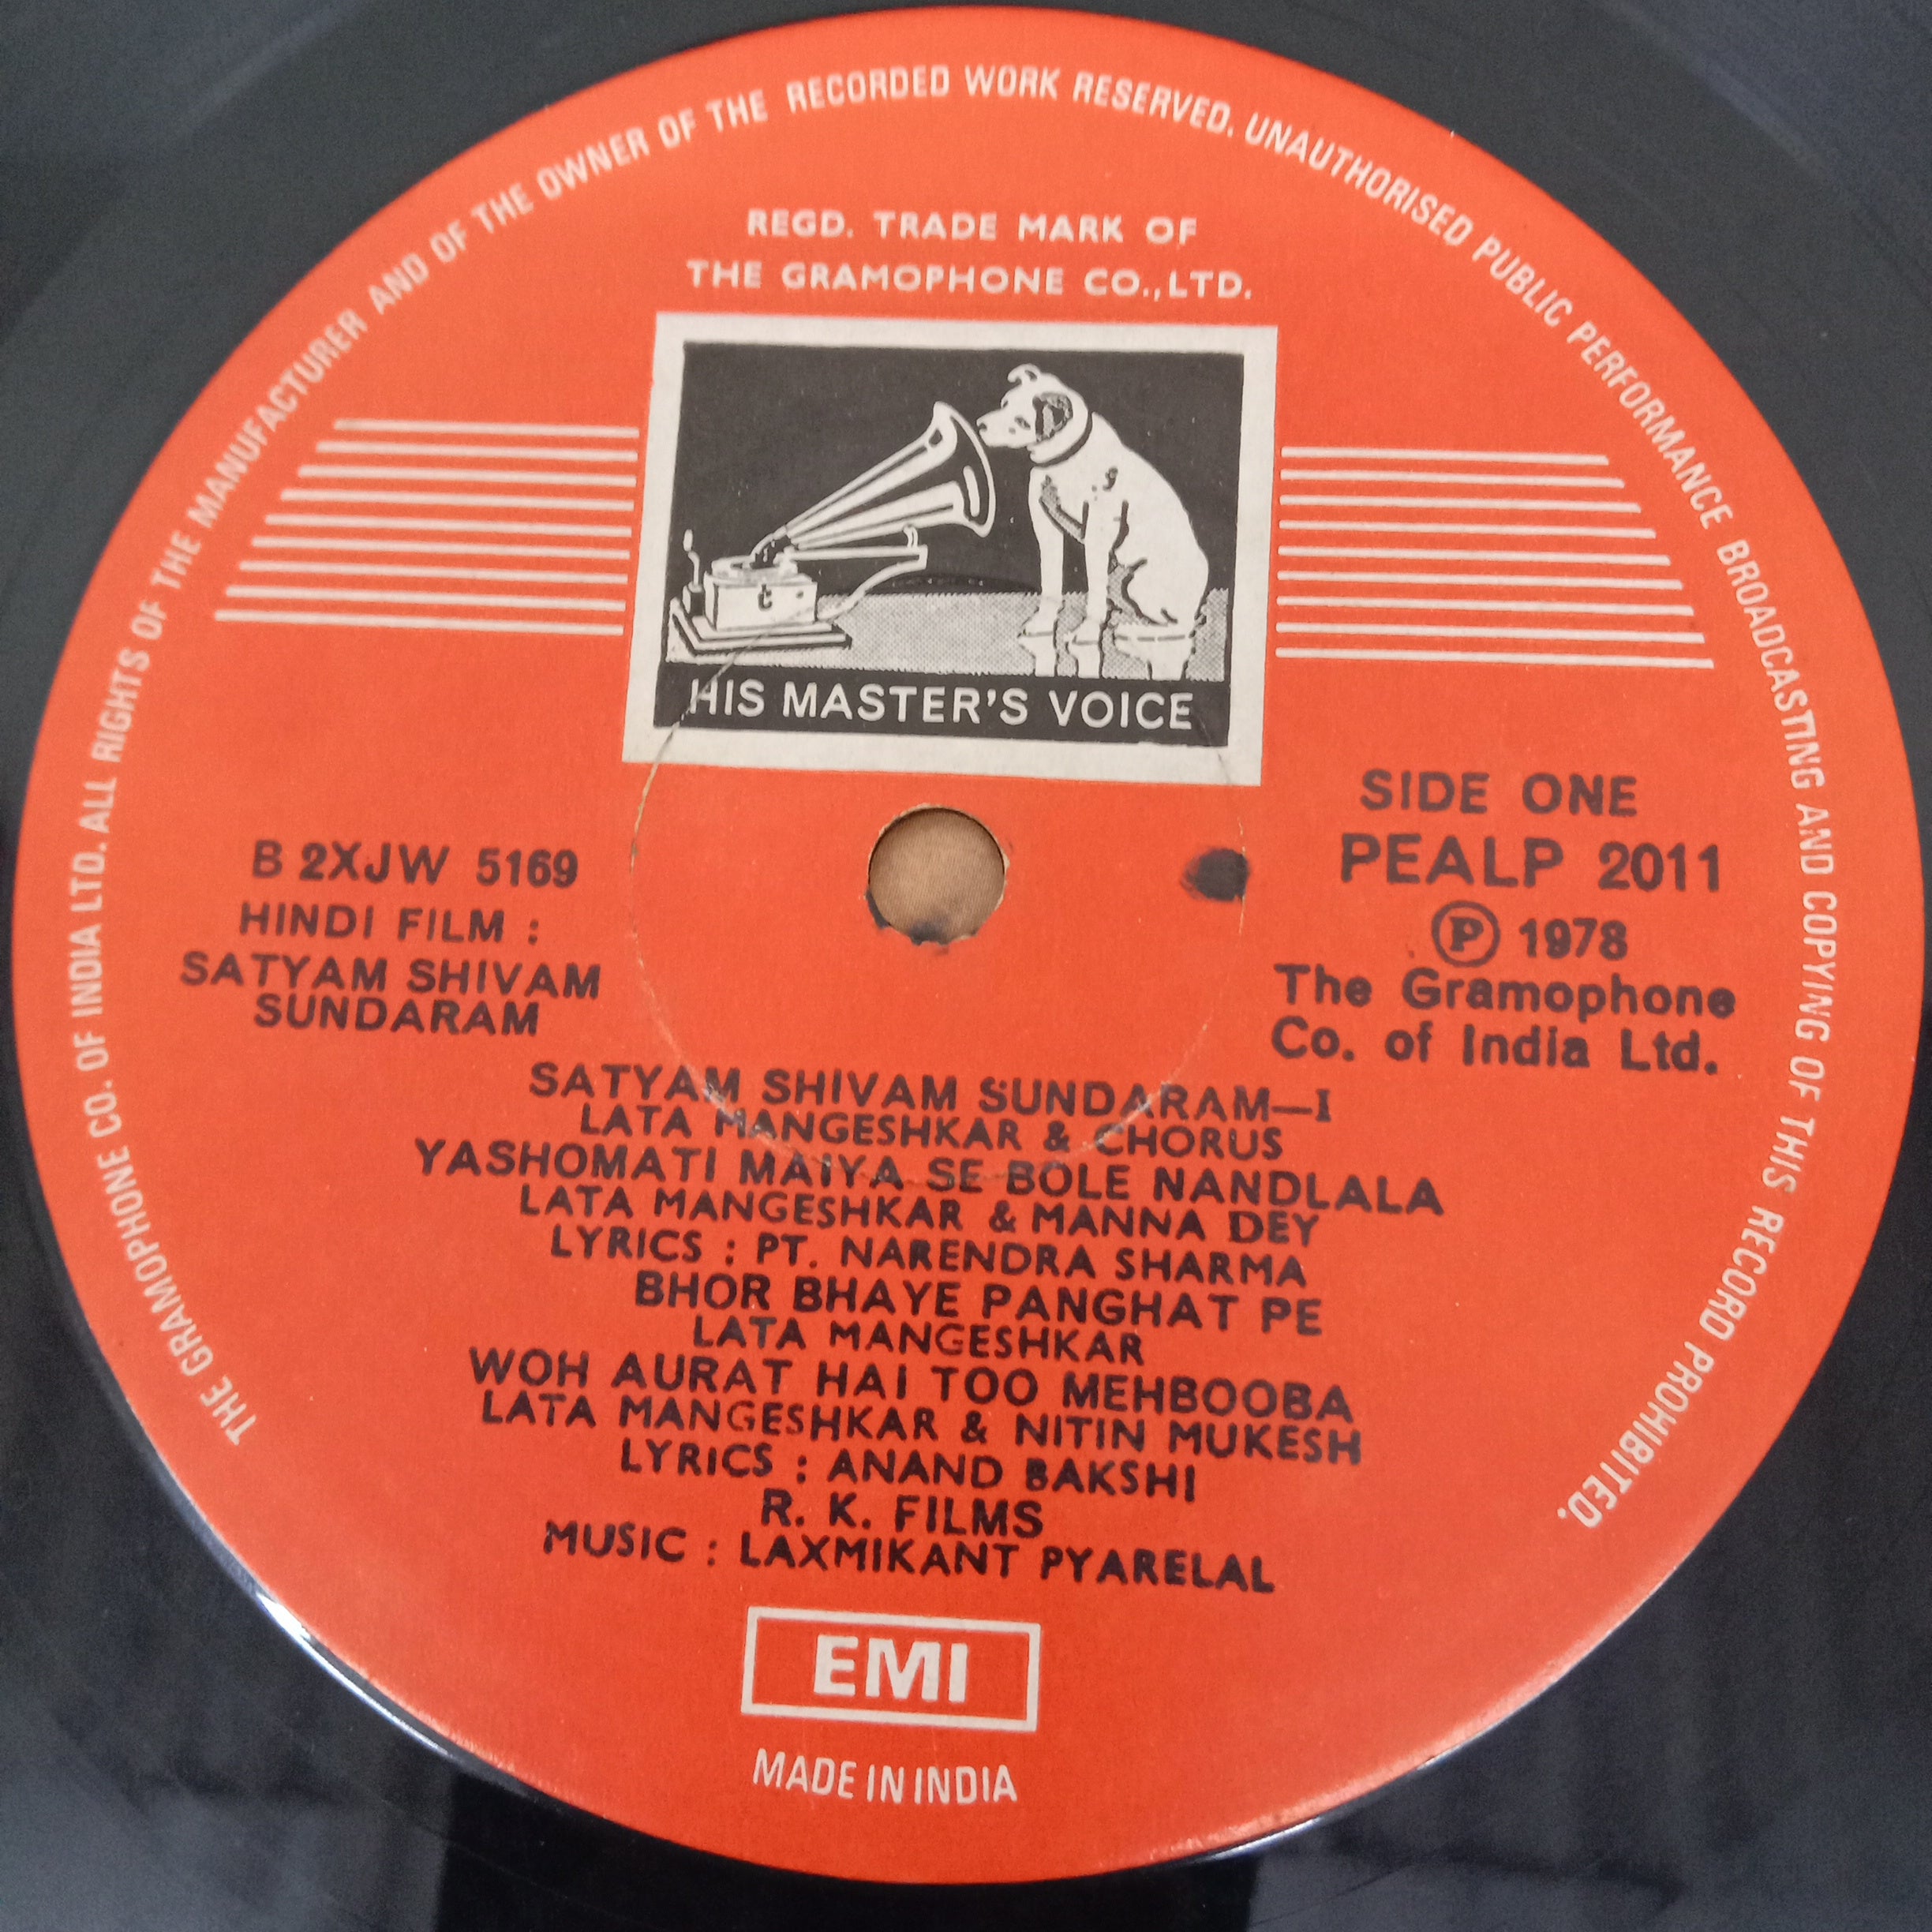 THE GRAMOPHONE CO. OF INDIA LTD. ALL RIGHTS OF THE MANUFACTURER AND OF THE OWNER OF THE RECORDED WORK RESERVED. UNAUTHORISED PUBLIC PERFORMANCE BROADCASTING AND COPYING OF THIS RECORD PROHIBITED.
REGD. TRADE MARK OF
THE GRAMOPHONE CO.,LTD.
HIS MASTER'S VOICE
B 2XJW 5169
HINDI FILM :
SATYAM SHIVAM
SUNDARAM
SIDE ONE
PEALP 2011
Ⓟ 1978
The Gramophone
Co. of India Ltd.
SATYAM SHIVAM SUNDARAM—I
LATA MANGESHKAR & CHORUS
YASHOMATI MAIYA SE BOLE NANDLALA
LATA MANGESHKAR & MANNA DEY
LYRICS : PT. NARENDRA SHARMA
BHOR BHAYE PANGHAT PE
LATA MANGESHKAR
WOH AURAT HAI TOO MEHBOOBA
LATA MANGESHKAR & NITIN MUKESH
LYRICS : ANAND BAKSHI
R. K. FILMS
MUSIC : LAXMIKANT PYARELAL
EMI
MADE IN INDIA